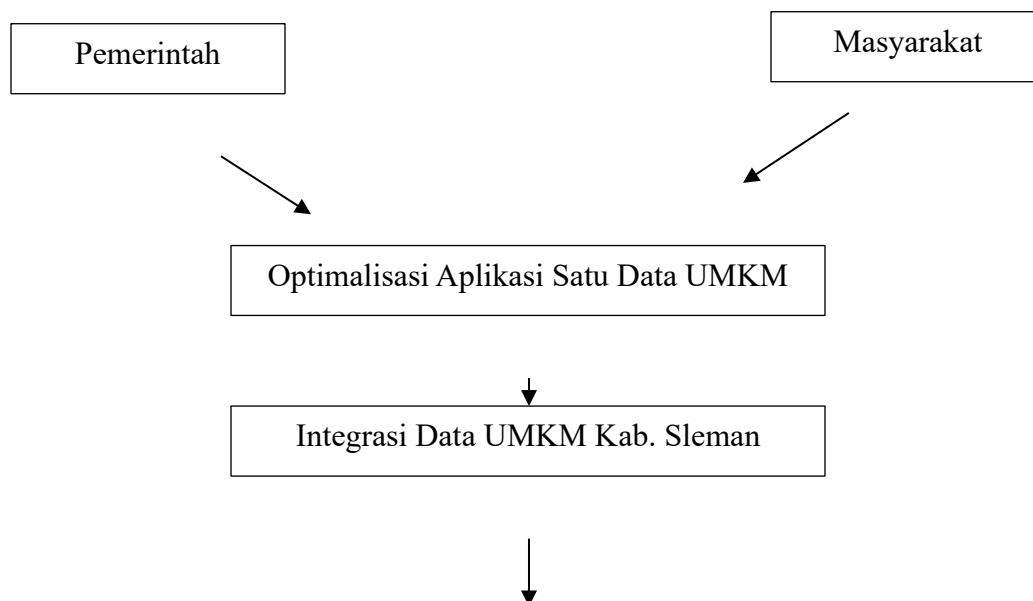 Pemerintah
Masyarakat
Optimalisasi Aplikasi Satu Data UMKM
Integrasi Data UMKM Kab. Sleman